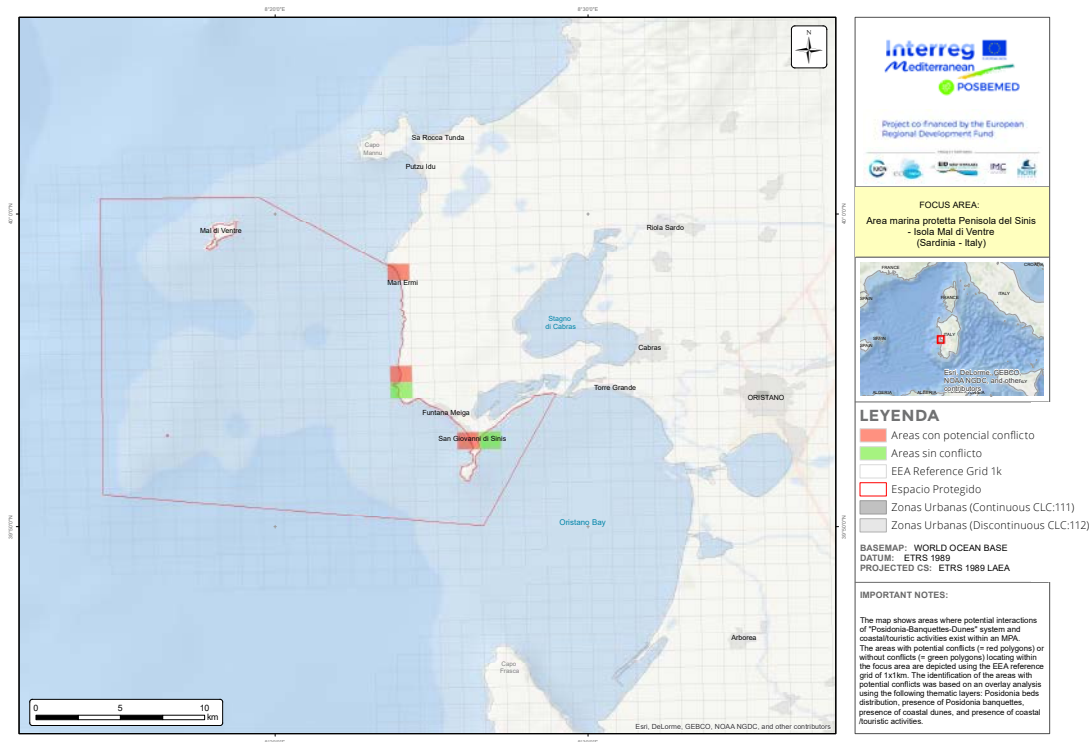 8°20'0"E
8°30'0"E
N
40°0'0"N
40°0'0"N
39°50'0"N
39°50'0"N
Sa Rocca Tunda
Capo
Mannu
Putzu Idu
Mal di Ventre
Riola Sardo
Mari Ermi
Stagno
di Cabras
Cabras
Torre Grande
ORISTANO
Funtana Meiga
San Giovanni di Sinis
Oristano Bay
Arborea
Capo
Frasca
0 5 10
km
Esri, DeLorme, GEBCO, NOAA NGDC, and other contributors
Interreg
Mediterranean
POSBEMED
Project co financed by the European
Regional Development Fund
IUCN
IMC
FOCUS AREA:
Area marina protetta Penisola del Sinis
- Isola Mal di Ventre
(Sardinia - Italy)
FRANCE
CROATIA
FRANCE
ITALY
SPAIN
ITALY
SPAIN
SPAIN
ALGERIA
ALGERIA
Esri, DeLorme, GEBCO,
NOAA NGDC, and other
contributors
LEYENDA
Areas con potencial conflicto
Areas sin conflicto
EEA Reference Grid 1k
Espacio Protegido
Zonas Urbanas (Continuous CLC:111)
Zonas Urbanas (Discontinuous CLC:112)
BASEMAP: WORLD OCEAN BASE
DATUM: ETRS 1989
PROJECTED CS: ETRS 1989 LAEA
IMPORTANT NOTES:
The map shows areas where potential interactions
of "Posidonia-Banquettes-Dunes" system and
coastal/touristic activities exist within an MPA.
The areas with potential conflicts (= red polygons) or
without conflicts (= green polygons) locating within
the focus area are depicted using the EEA reference
grid of 1x1km. The identification of the areas with
potential conflicts was based on an overlay analysis
using the following thematic layers: Posidonia beds
distribution, presence of Posidonia banquettes,
presence of coastal dunes, and presence of coastal
/touristic activities.